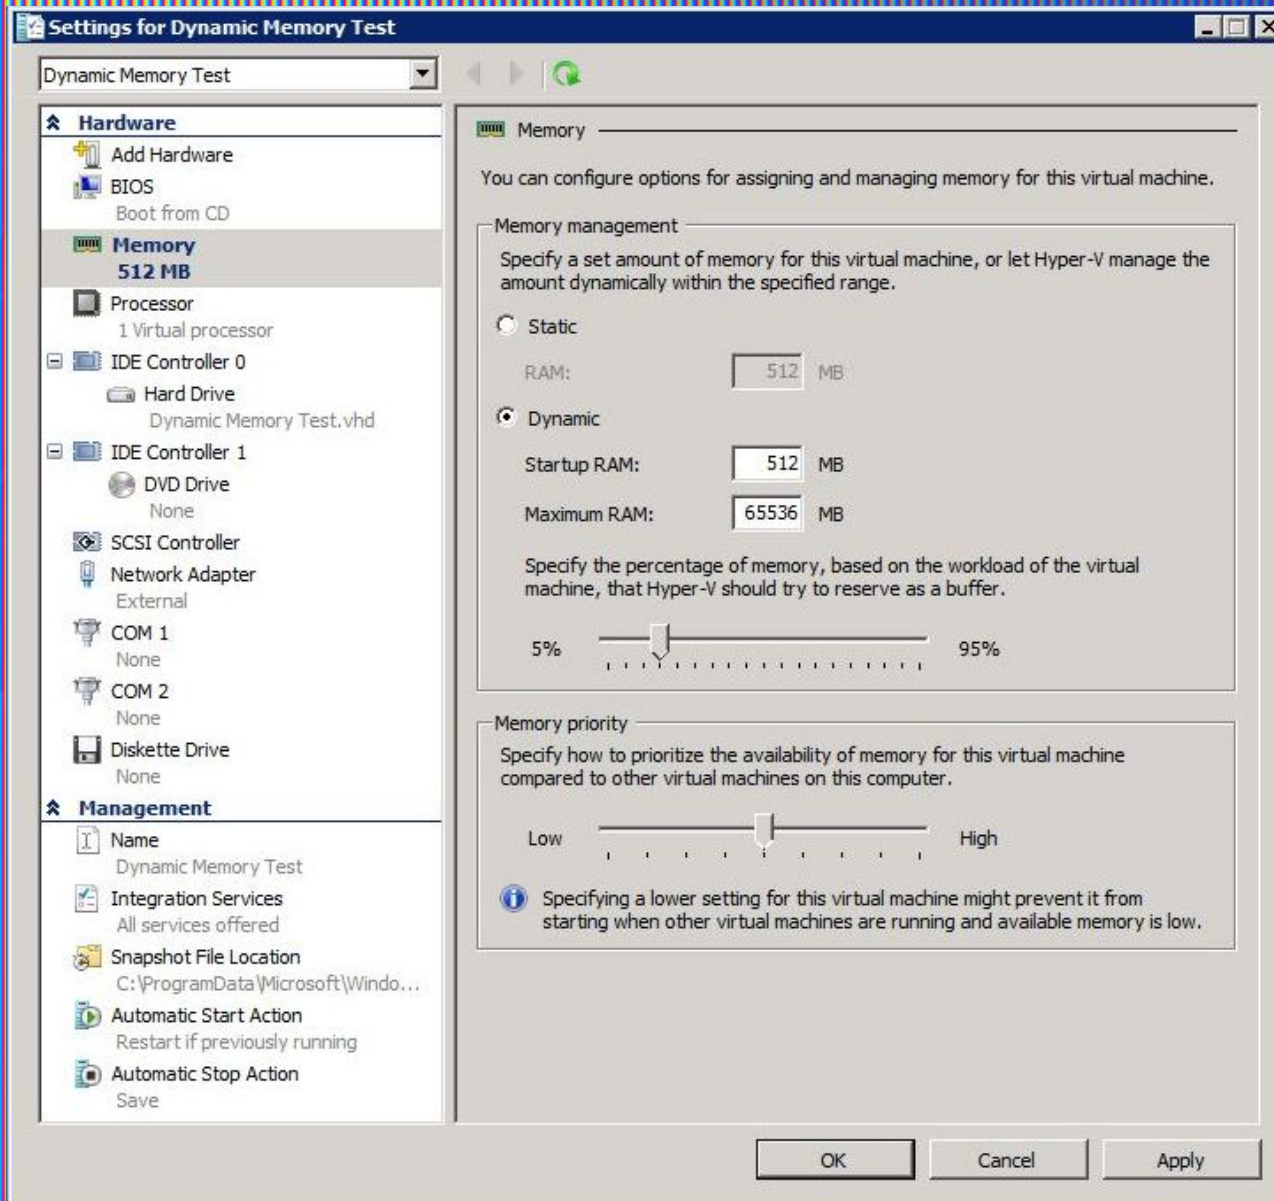 Settings for Dynamic Memory Test
Dynamic Memory Test
Hardware
Add Hardware
BIOS
Boot from CD
Memory
512 MB
Processor
1 Virtual processor
IDE Controller 0
Hard Drive
Dynamic Memory Test.vhd
IDE Controller 1
DVD Drive
None
SCSI Controller
Network Adapter
External
COM 1
None
COM 2
None
Diskette Drive
None
Management
Name
Dynamic Memory Test
Integration Services
All services offered
Snapshot File Location
C:\ProgramData\Microsoft\Windo...
Automatic Start Action
Restart if previously running
Automatic Stop Action
Save
Memory
You can configure options for assigning and managing memory for this virtual machine.
Memory management
Specify a set amount of memory for this virtual machine, or let Hyper-V manage the
amount dynamically within the specified range.
Static
RAM: 512 MB
Dynamic
Startup RAM: 512 MB
Maximum RAM: 65536 MB
Specify the percentage of memory, based on the workload of the virtual
machine, that Hyper-V should try to reserve as a buffer.
5% 95%
Memory priority
Specify how to prioritize the availability of memory for this virtual machine
compared to other virtual machines on this computer.
Low High
Specifying a lower setting for this virtual machine might prevent it from
starting when other virtual machines are running and available memory is low.
OK Cancel Apply